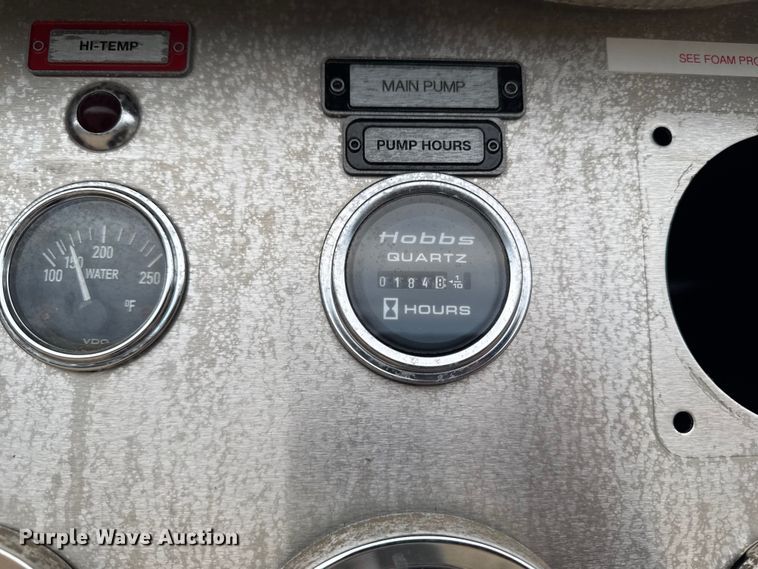 HI-TEMP
MAIN PUMP
PUMP HOURS
SEE FOAM PRO
Hobbs
QUARTZ
0184
1/10
HOURS
100 150 200 250
WATER
°F
VDO
Purple Wave Auction